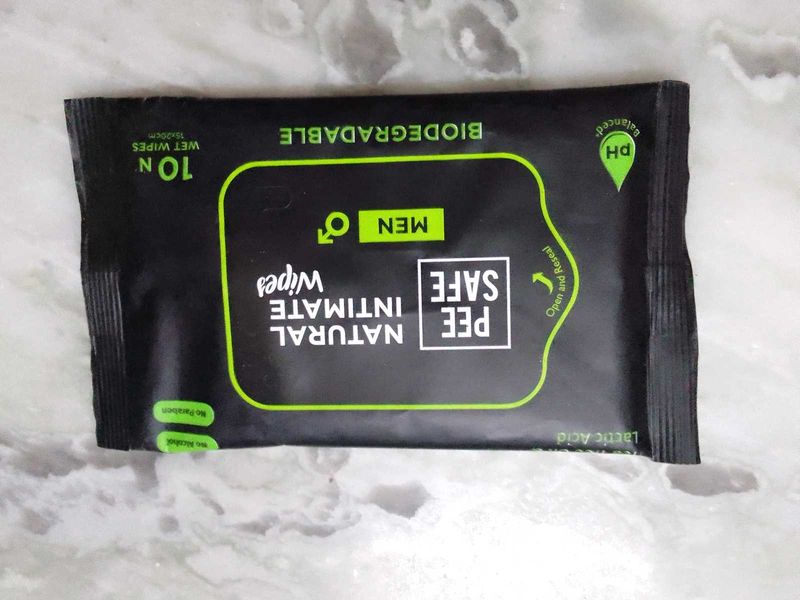 Lactic Acid
No Alcohol
No Paraben
PEE
SAFE
NATURAL
INTIMATE
Wipes
Open and Reseal
MEN
pH
Balanced*
BIODEGRADABLE
10 N*
WET WIPES
15x20cm